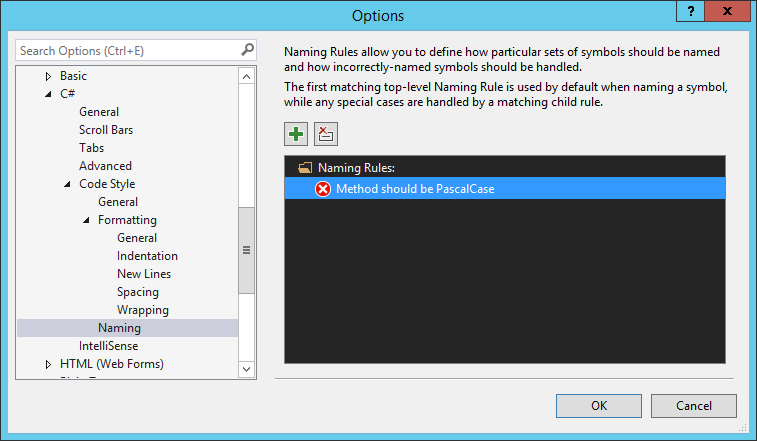 Options
?
x
Search Options (Ctrl+E)
Basic
C#
General
Scroll Bars
Tabs
Advanced
Code Style
General
Formatting
General
Indentation
New Lines
Spacing
Wrapping
Naming
IntelliSense
HTML (Web Forms)
Naming Rules allow you to define how particular sets of symbols should be named
and how incorrectly-named symbols should be handled.
The first matching top-level Naming Rule is used by default when naming a symbol,
while any special cases are handled by a matching child rule.
Naming Rules:
Method should be PascalCase
OK
Cancel